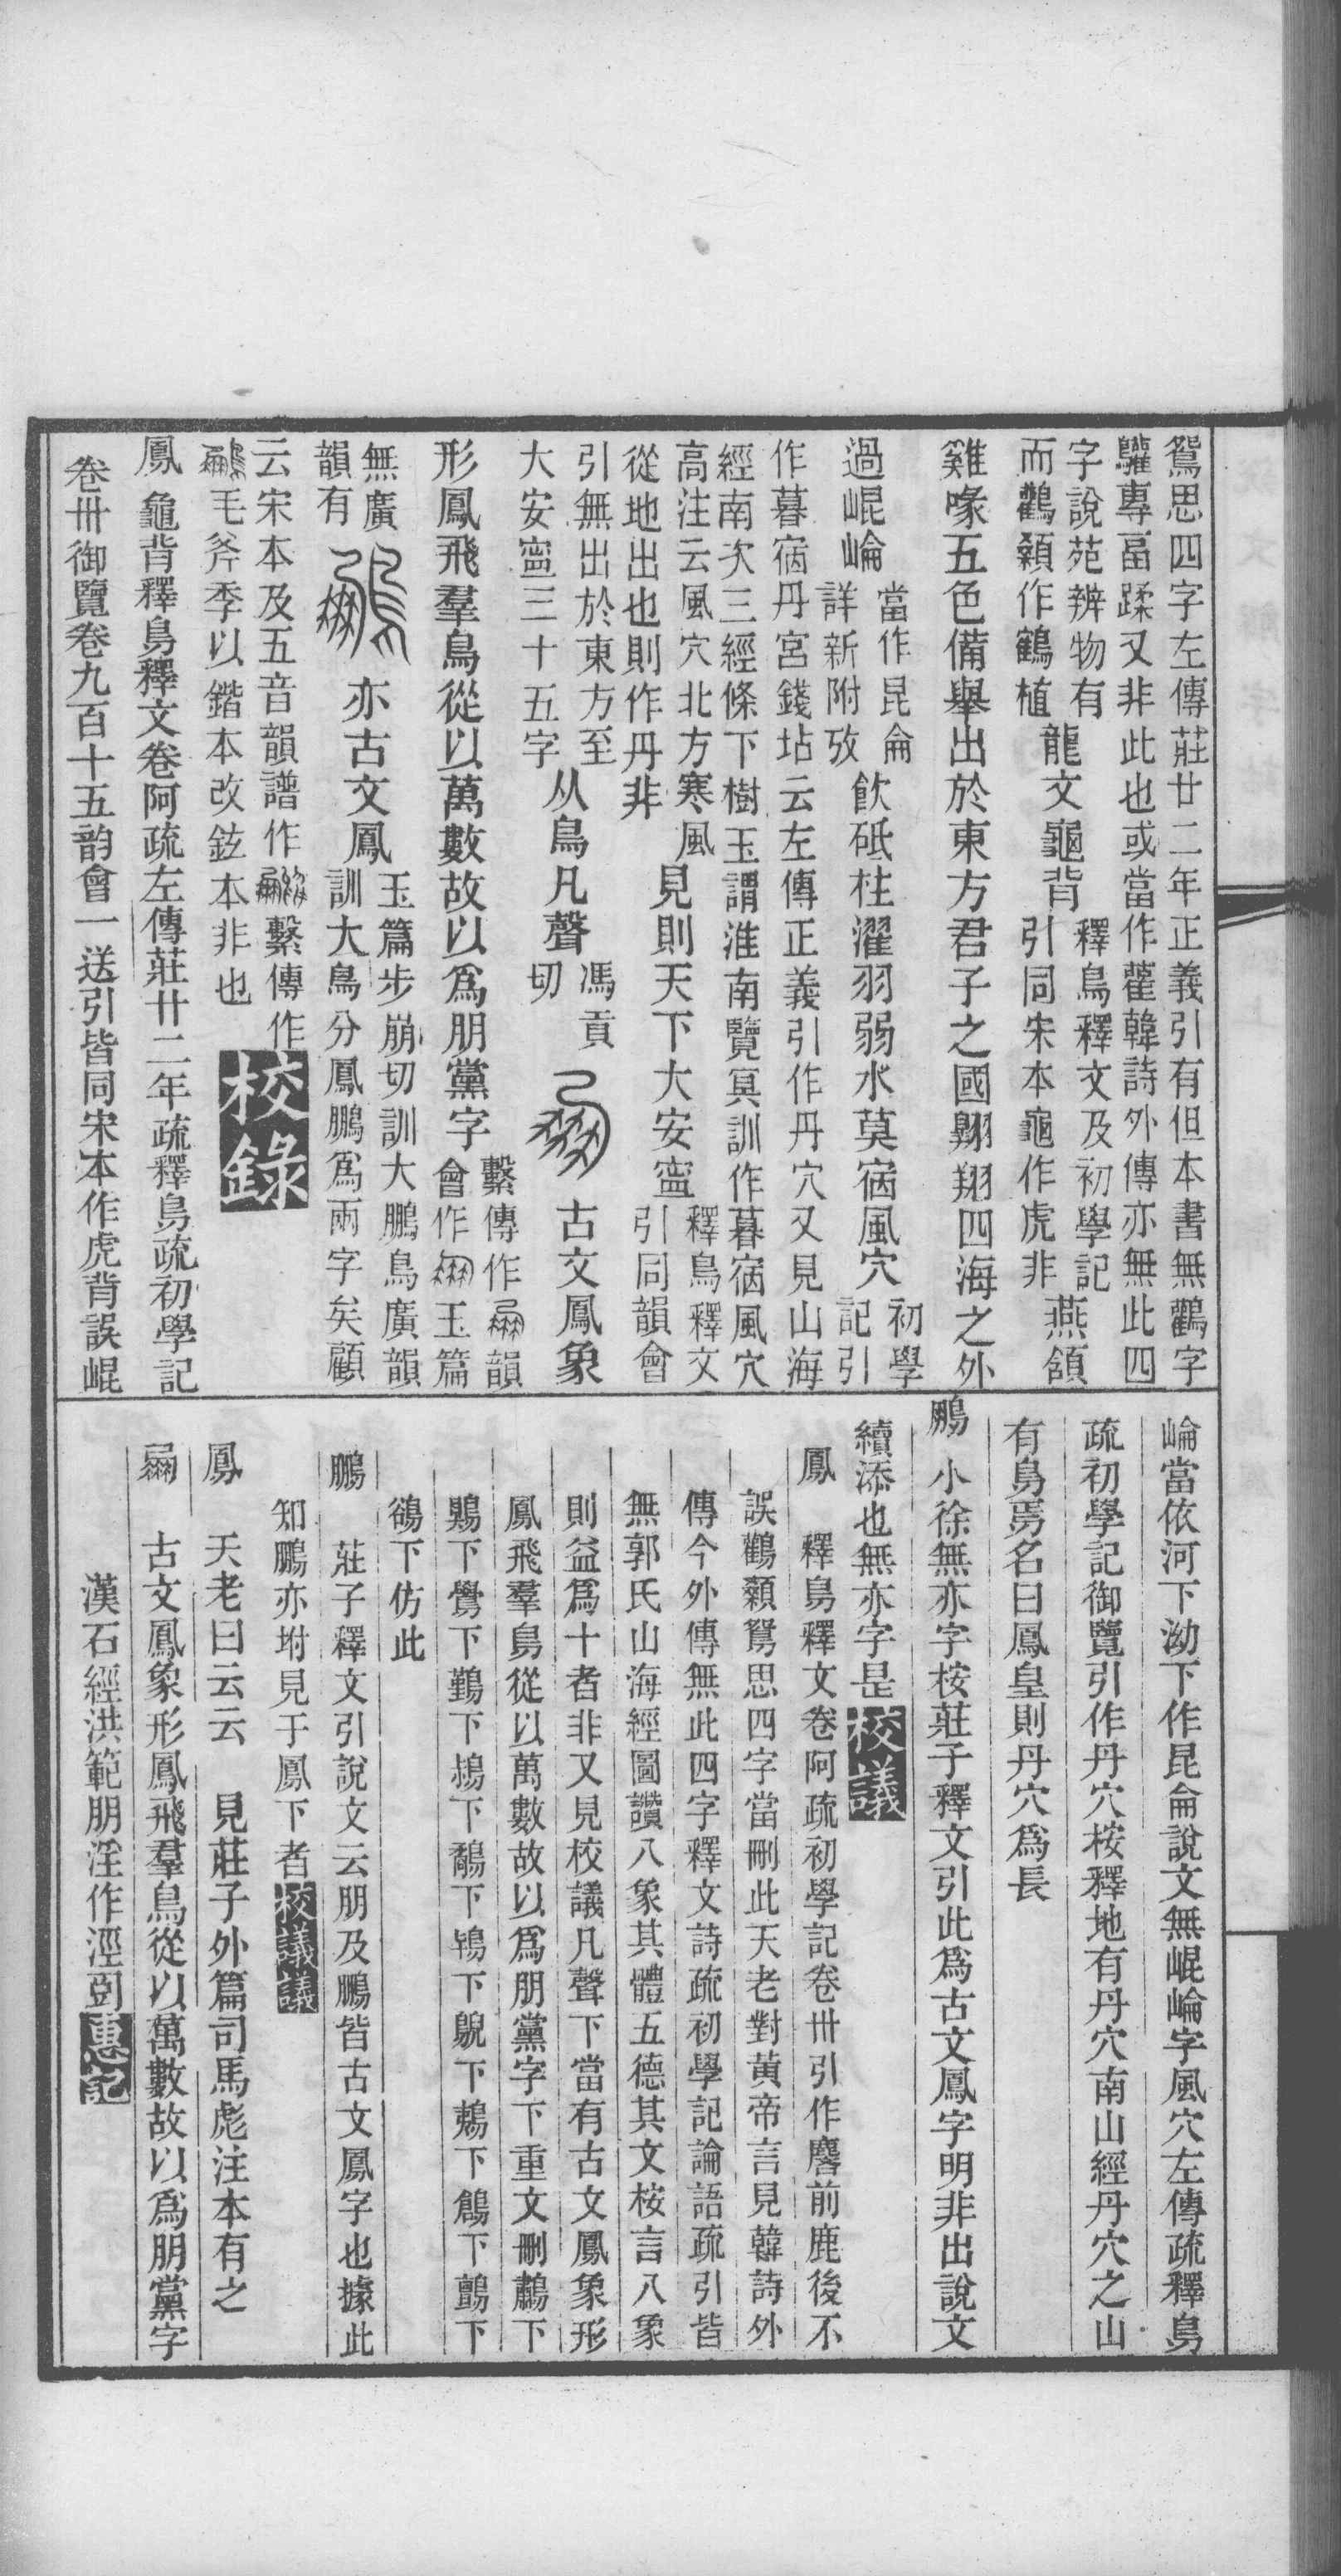 鴛思四字左傳莊廿二年正義引有但本書無鸛字
驩專畐蹂又非此也或當作雚韓詩外傳亦無此四
字說苑辨物有
而鸛顙作鶴植
龍文龜背
釋鳥釋文及初學記
引同宋本龜作虎非
燕頷
雞喙五色備舉出於東方君子之國翺翔四海之外
過崐崘
當作昆侖
詳新附攷
飮砥柱濯羽弱水莫宿風穴
初學
記引
作暮宿丹宮錢坫云左傳正義引作丹穴又見山海
經南次三經條下樹玉謂淮南覽冥訓作暮宿風穴
高注云風穴北方寒風
從地出也則作丹非
見則天下大安寍
釋鳥釋文
引同韻會
引無出於東方至
大安寍三十五字
从鳥凡聲
馮貢
切
古文鳳象
形鳳飛羣鳥從以萬數故以爲朋黨字
繫傳作韻
會作玉篇
無廣
韻有
亦古文鳳
玉篇步崩切訓大鵬鳥廣韻
訓大鳥分鳳鵬爲兩字矣顧
云宋本及五音韻譜作繫傳作
毛斧季以鍇本改鉉本非也
校錄
鳳 龜背釋鳥釋文卷阿疏左傳莊廿二年疏釋鳥疏初學記
卷卅御覽卷九百十五韵會一送引皆同宋本作虎背誤崐
崘當依河下泑下作昆侖說文無崐崘字風穴左傳疏釋鳥
疏初學記御覽引作丹穴桉釋地有丹穴南山經丹穴之山
有鳥焉名曰鳳皇則丹穴爲長
鵬 小徐無亦字桉莊子釋文引此爲古文鳳字明非出說文
續添也無亦字是
校議
鳳 釋鳥釋文卷阿疏初學記卷卅引作麐前鹿後不
誤鸛顙鴛思四字當刪此天老對黃帝言見韓詩外
傳今外傳無此四字釋文詩疏初學記論語疏引皆
無郭氏山海經圖讚八象其體五德其文桉言八象
則益爲十者非又見校議凡聲下當有古文鳳象形
鳳飛羣鳥從以萬數故以爲朋黨字下重文刪鷫下
鵒下仿此
鵬 莊子釋文引說文云朋及鵬皆古文鳳字也據此
知鵬亦坿見于鳳下者
校議議
鳳 天老曰云云 見莊子外篇司馬彪注本有之
古文鳳象形鳳飛羣鳥從以萬數故以爲朋黨字
漢石經洪範朋淫作淫
惠記